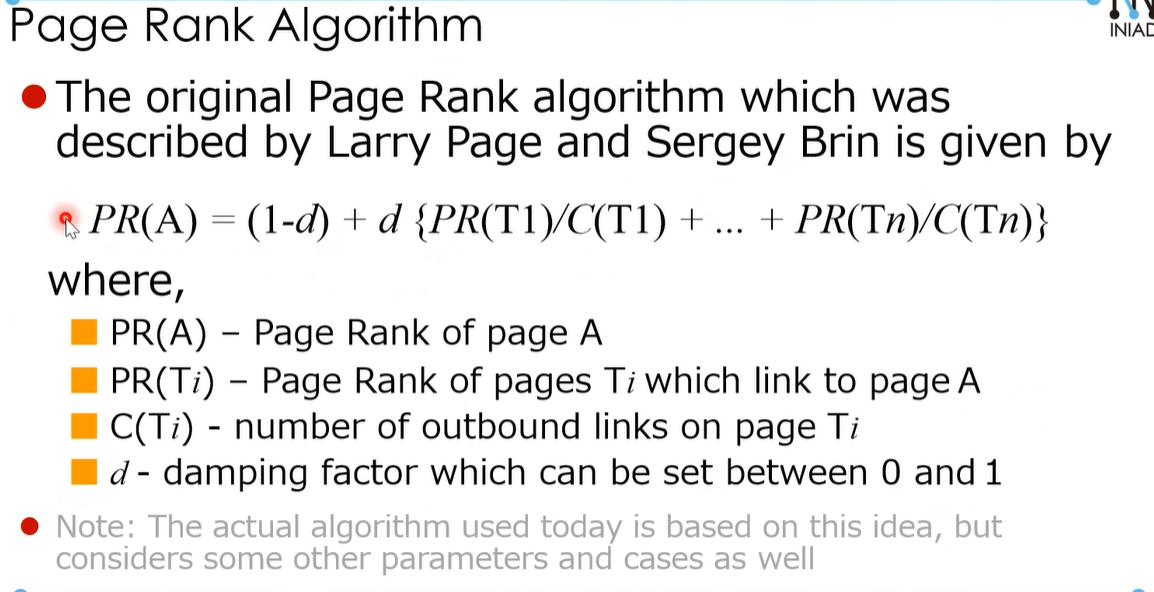 Page Rank Algorithm
INIAD
The original Page Rank algorithm which was
described by Larry Page and Sergey Brin is given by
PR(A) = (1-d) + d {PR(T1)/C(T1) + ... + PR(Tn)/C(Tn)}
where,
PR(A) – Page Rank of page A
PR(Ti) – Page Rank of pages Ti which link to page A
C(Ti) - number of outbound links on page Ti
d - damping factor which can be set between 0 and 1
Note: The actual algorithm used today is based on this idea, but
considers some other parameters and cases as well